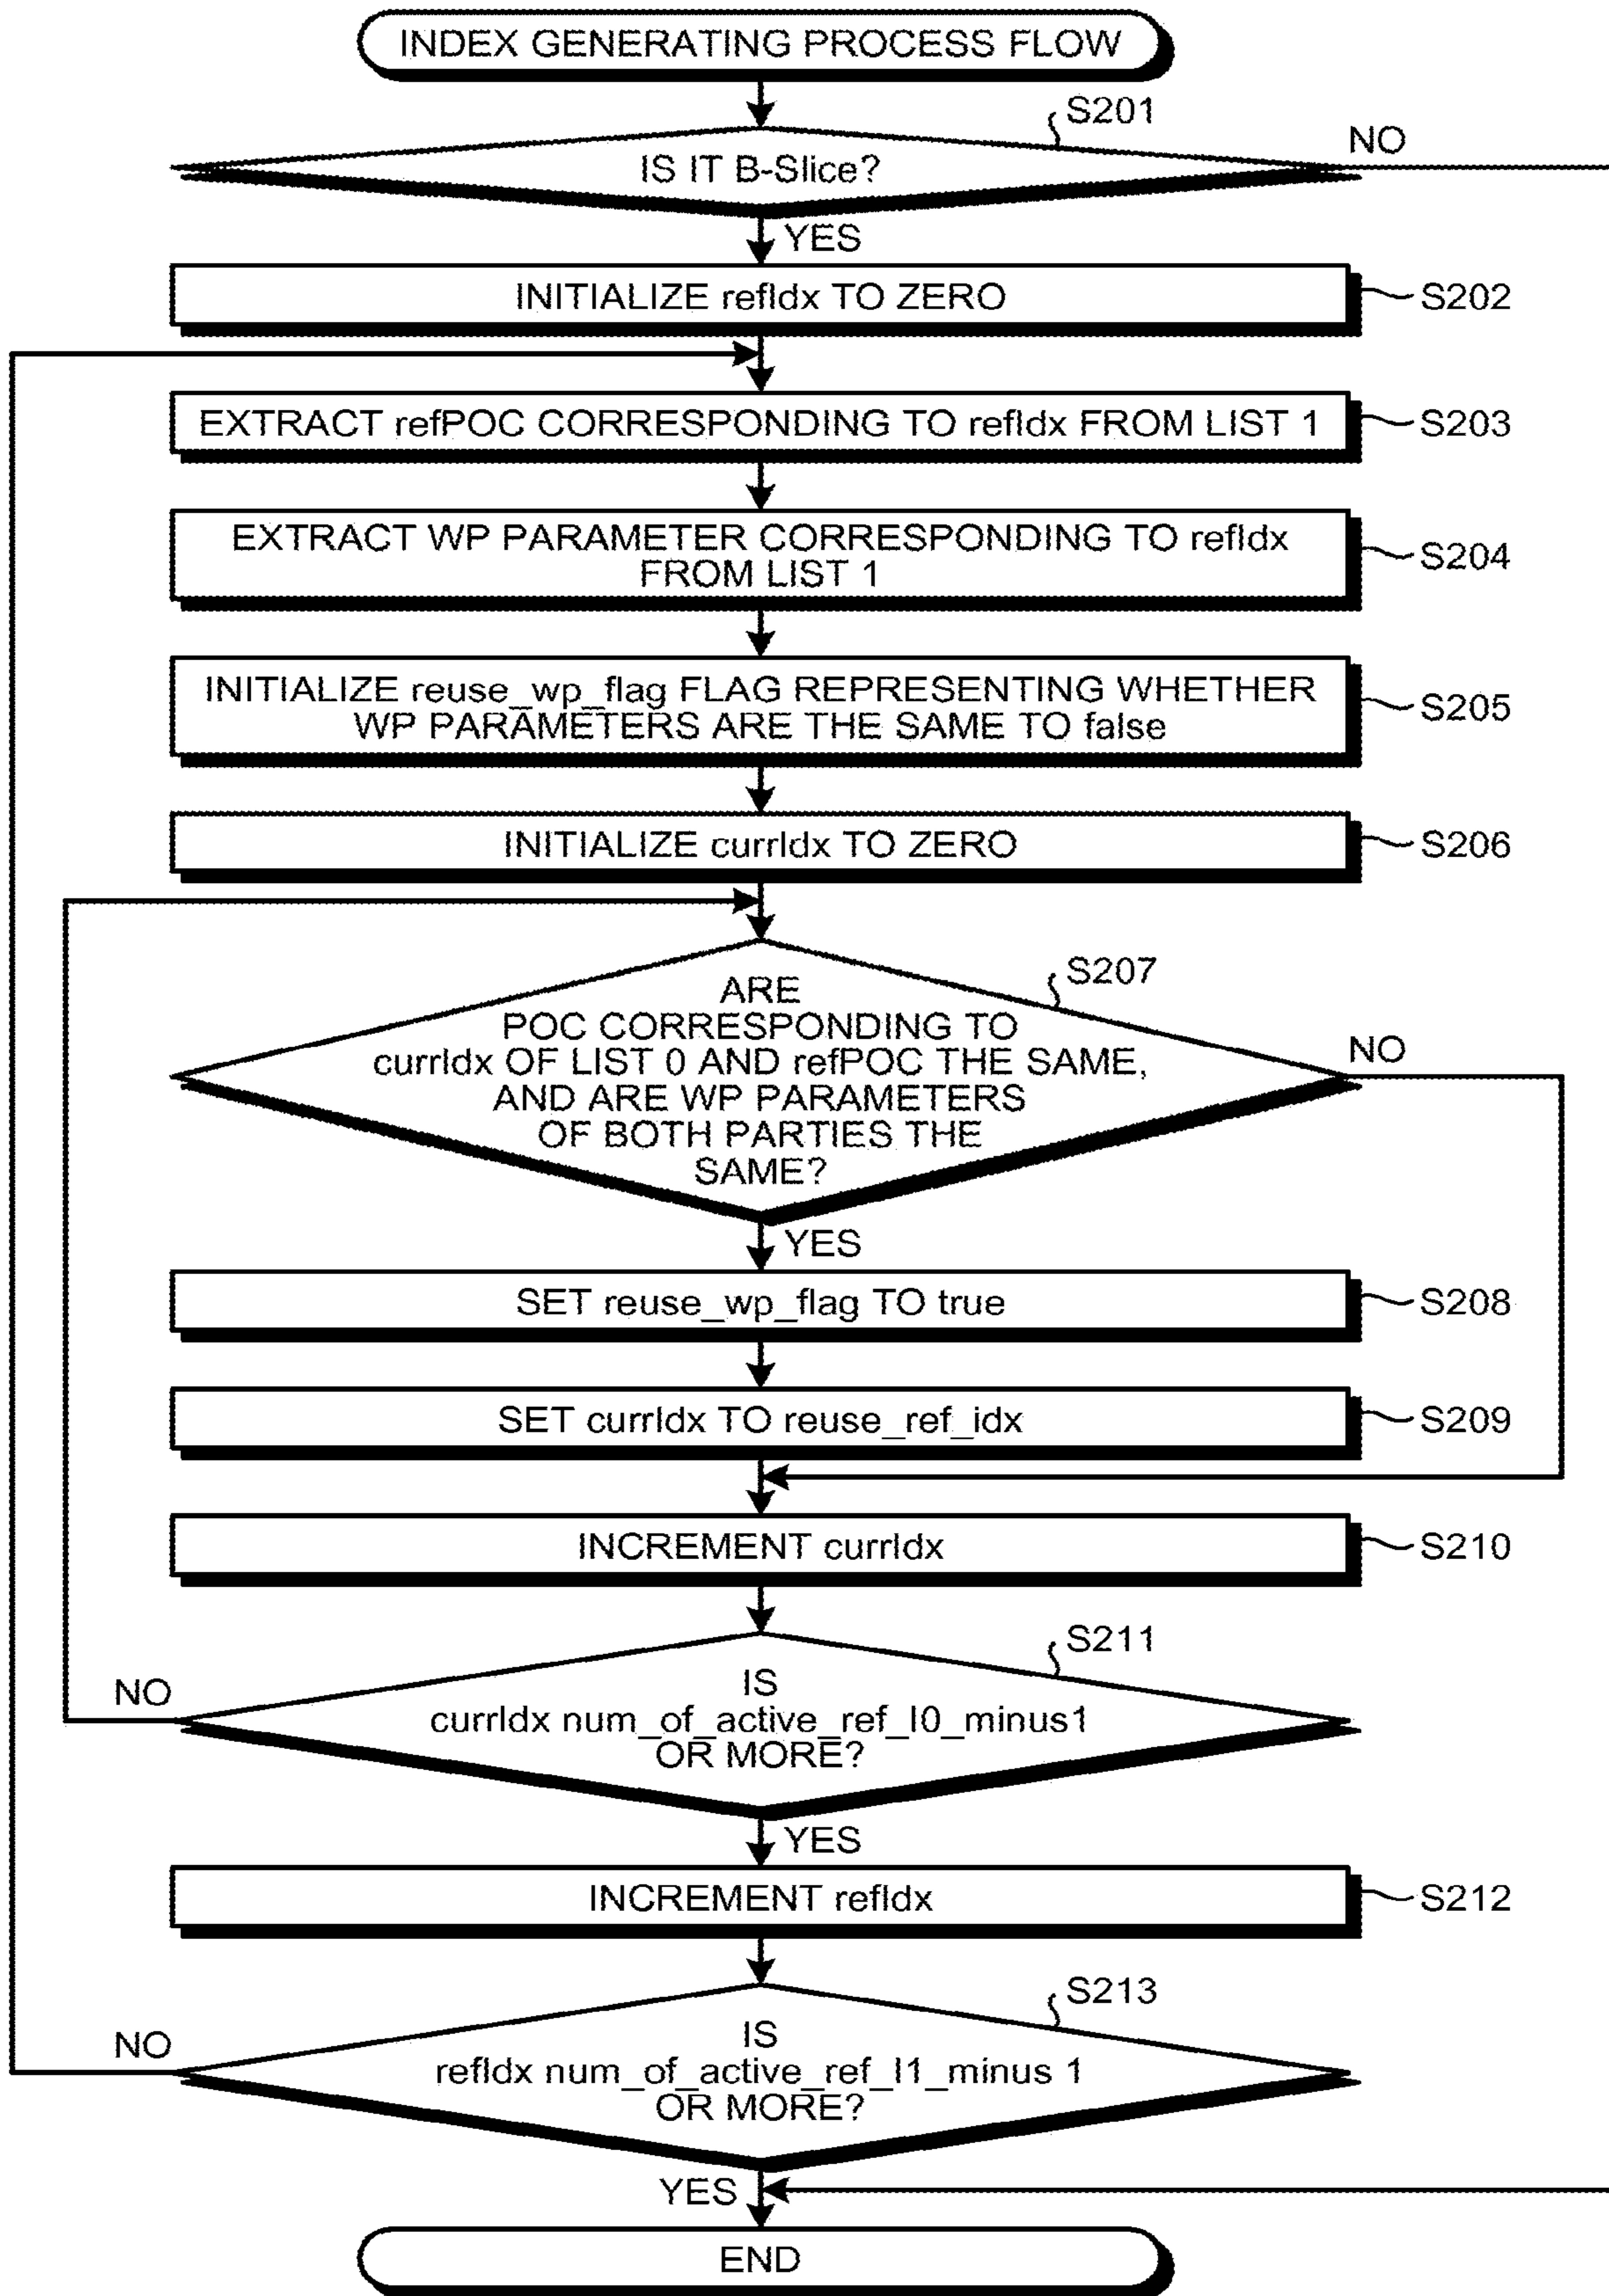 INDEX GENERATING PROCESS FLOW
S201
IS IT B-Slice?
NO
YES
INITIALIZE refIdx TO ZERO
S202
EXTRACT refPOC CORRESPONDING TO refIdx FROM LIST 1
S203
EXTRACT WP PARAMETER CORRESPONDING TO refIdx
FROM LIST 1
S204
INITIALIZE reuse_wp_flag FLAG REPRESENTING WHETHER
WP PARAMETERS ARE THE SAME TO false
S205
INITIALIZE currIdx TO ZERO
S206
S207
ARE
POC CORRESPONDING TO
currIdx OF LIST 0 AND refPOC THE SAME,
AND ARE WP PARAMETERS
OF BOTH PARTIES THE
SAME?
NO
YES
SET reuse_wp_flag TO true
S208
SET currIdx TO reuse_ref_idx
S209
INCREMENT currIdx
S210
S211
IS
currIdx num_of_active_ref_l0_minus1
OR MORE?
NO
YES
INCREMENT refIdx
S212
S213
IS
refIdx num_of_active_ref_l1_minus 1
OR MORE?
NO
YES
END